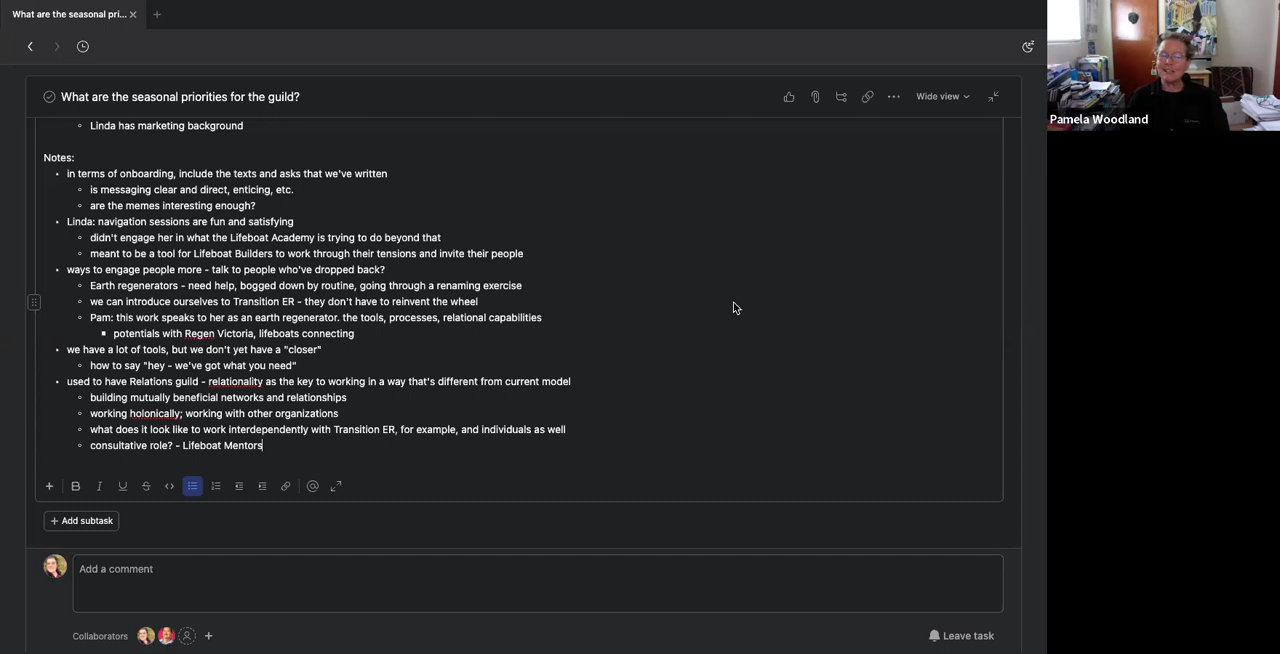 What are the seasonal pri...
What are the seasonal priorities for the guild?
Wide view
Linda has marketing background
Notes:
in terms of onboarding, include the texts and asks that we've written
is messaging clear and direct, enticing, etc.
are the memes interesting enough?
Linda: navigation sessions are fun and satisfying
didn't engage her in what the Lifeboat Academy is trying to do beyond that
meant to be a tool for Lifeboat Builders to work through their tensions and invite their people
ways to engage people more - talk to people who've dropped back?
Earth regenerators - need help, bogged down by routine, going through a renaming exercise
we can introduce ourselves to Transition ER - they don't have to reinvent the wheel
Pam: this work speaks to her as an earth regenerator. the tools, processes, relational capabilities
potentials with Regen Victoria, lifeboats connecting
we have a lot of tools, but we don't yet have a "closer"
how to say "hey - we've got what you need"
used to have Relations guild - relationality as the key to working in a way that's different from current model
building mutually beneficial networks and relationships
working holonically; working with other organizations
what does it look like to work interdependently with Transition ER, for example, and individuals as well
consultative role? - Lifeboat Mentors
Add subtask
Add a comment
Collaborators
Leave task
Pamela Woodland